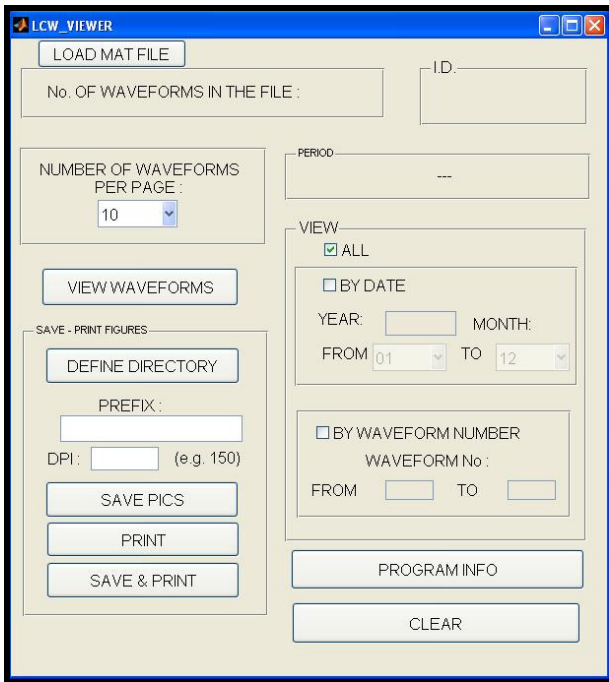 LCW_VIEWER
LOAD MAT FILE
No. OF WAVEFORMS IN THE FILE :
I.D.
NUMBER OF WAVEFORMS
PER PAGE :
10
PERIOD
---
VIEW WAVEFORMS
SAVE - PRINT FIGURES
DEFINE DIRECTORY
PREFIX :
DPI : (e.g. 150)
SAVE PICS
PRINT
SAVE & PRINT
VIEW
ALL
BY DATE
YEAR: MONTH:
FROM 01 TO 12
BY WAVEFORM NUMBER
WAVEFORM No :
FROM TO
PROGRAM INFO
CLEAR